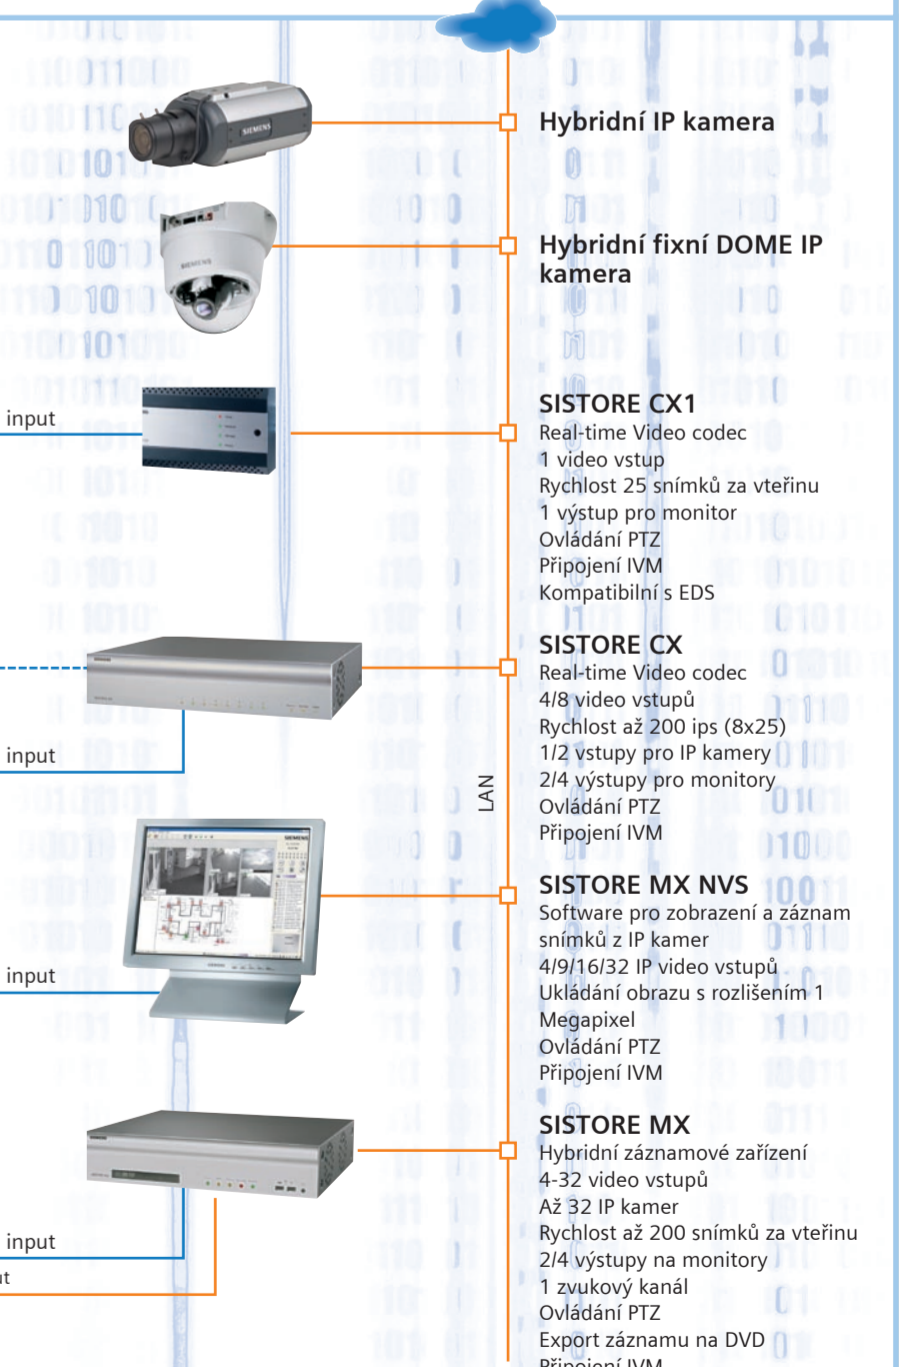 SIEMENS
Hybridní IP kamera
SIEMENS
Hybridní fixní DOME IP
kamera
input
SISTORE CX1
Real-time Video codec
1 video vstup
Rychlost 25 snímků za vteřinu
1 výstup pro monitor
Ovládání PTZ
Připojení IVM
Kompatibilní s EDS
input
SISTORE CX
Real-time Video codec
4/8 video vstupů
Rychlost až 200 ips (8x25)
1/2 vstupy pro IP kamery
2/4 výstupy pro monitory
Ovládání PTZ
Připojení IVM
LAN
SIEMENS
input
SISTORE MX NVS
Software pro zobrazení a záznam
snímků z IP kamer
4/9/16/32 IP video vstupů
Ukládání obrazu s rozlišením 1
Megapixel
Ovládání PTZ
Připojení IVM
input
SISTORE MX
Hybridní záznamové zařízení
4-32 video vstupů
Až 32 IP kamer
Rychlost až 200 snímků za vteřinu
2/4 výstupy na monitory
1 zvukový kanál
Ovládání PTZ
Export záznamu na DVD
Připojení IVM